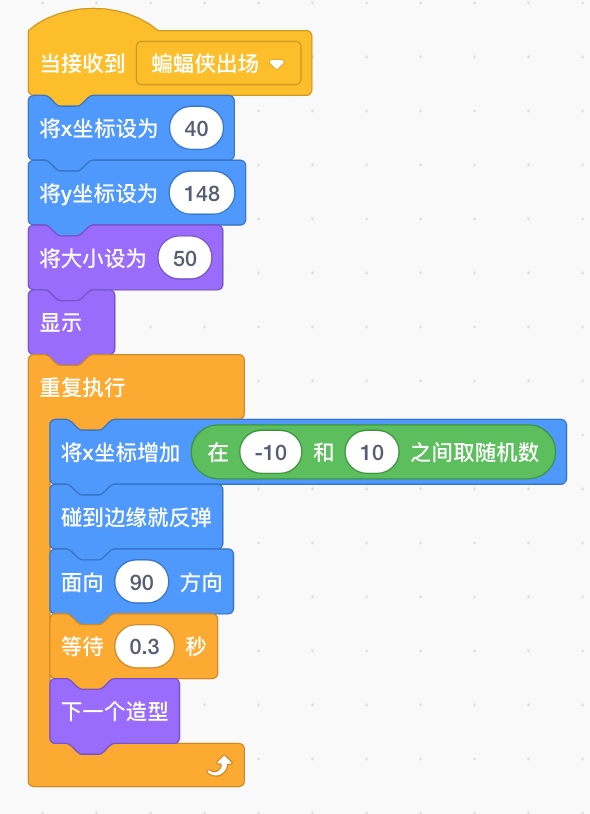 当接收到 蝙蝠侠出场
将x坐标设为 40
将y坐标设为 148
将大小设为 50
显示
重复执行
将x坐标增加 在 -10 和 10 之间取随机数
碰到边缘就反弹
面向 90 方向
等待 0.3 秒
下一个造型